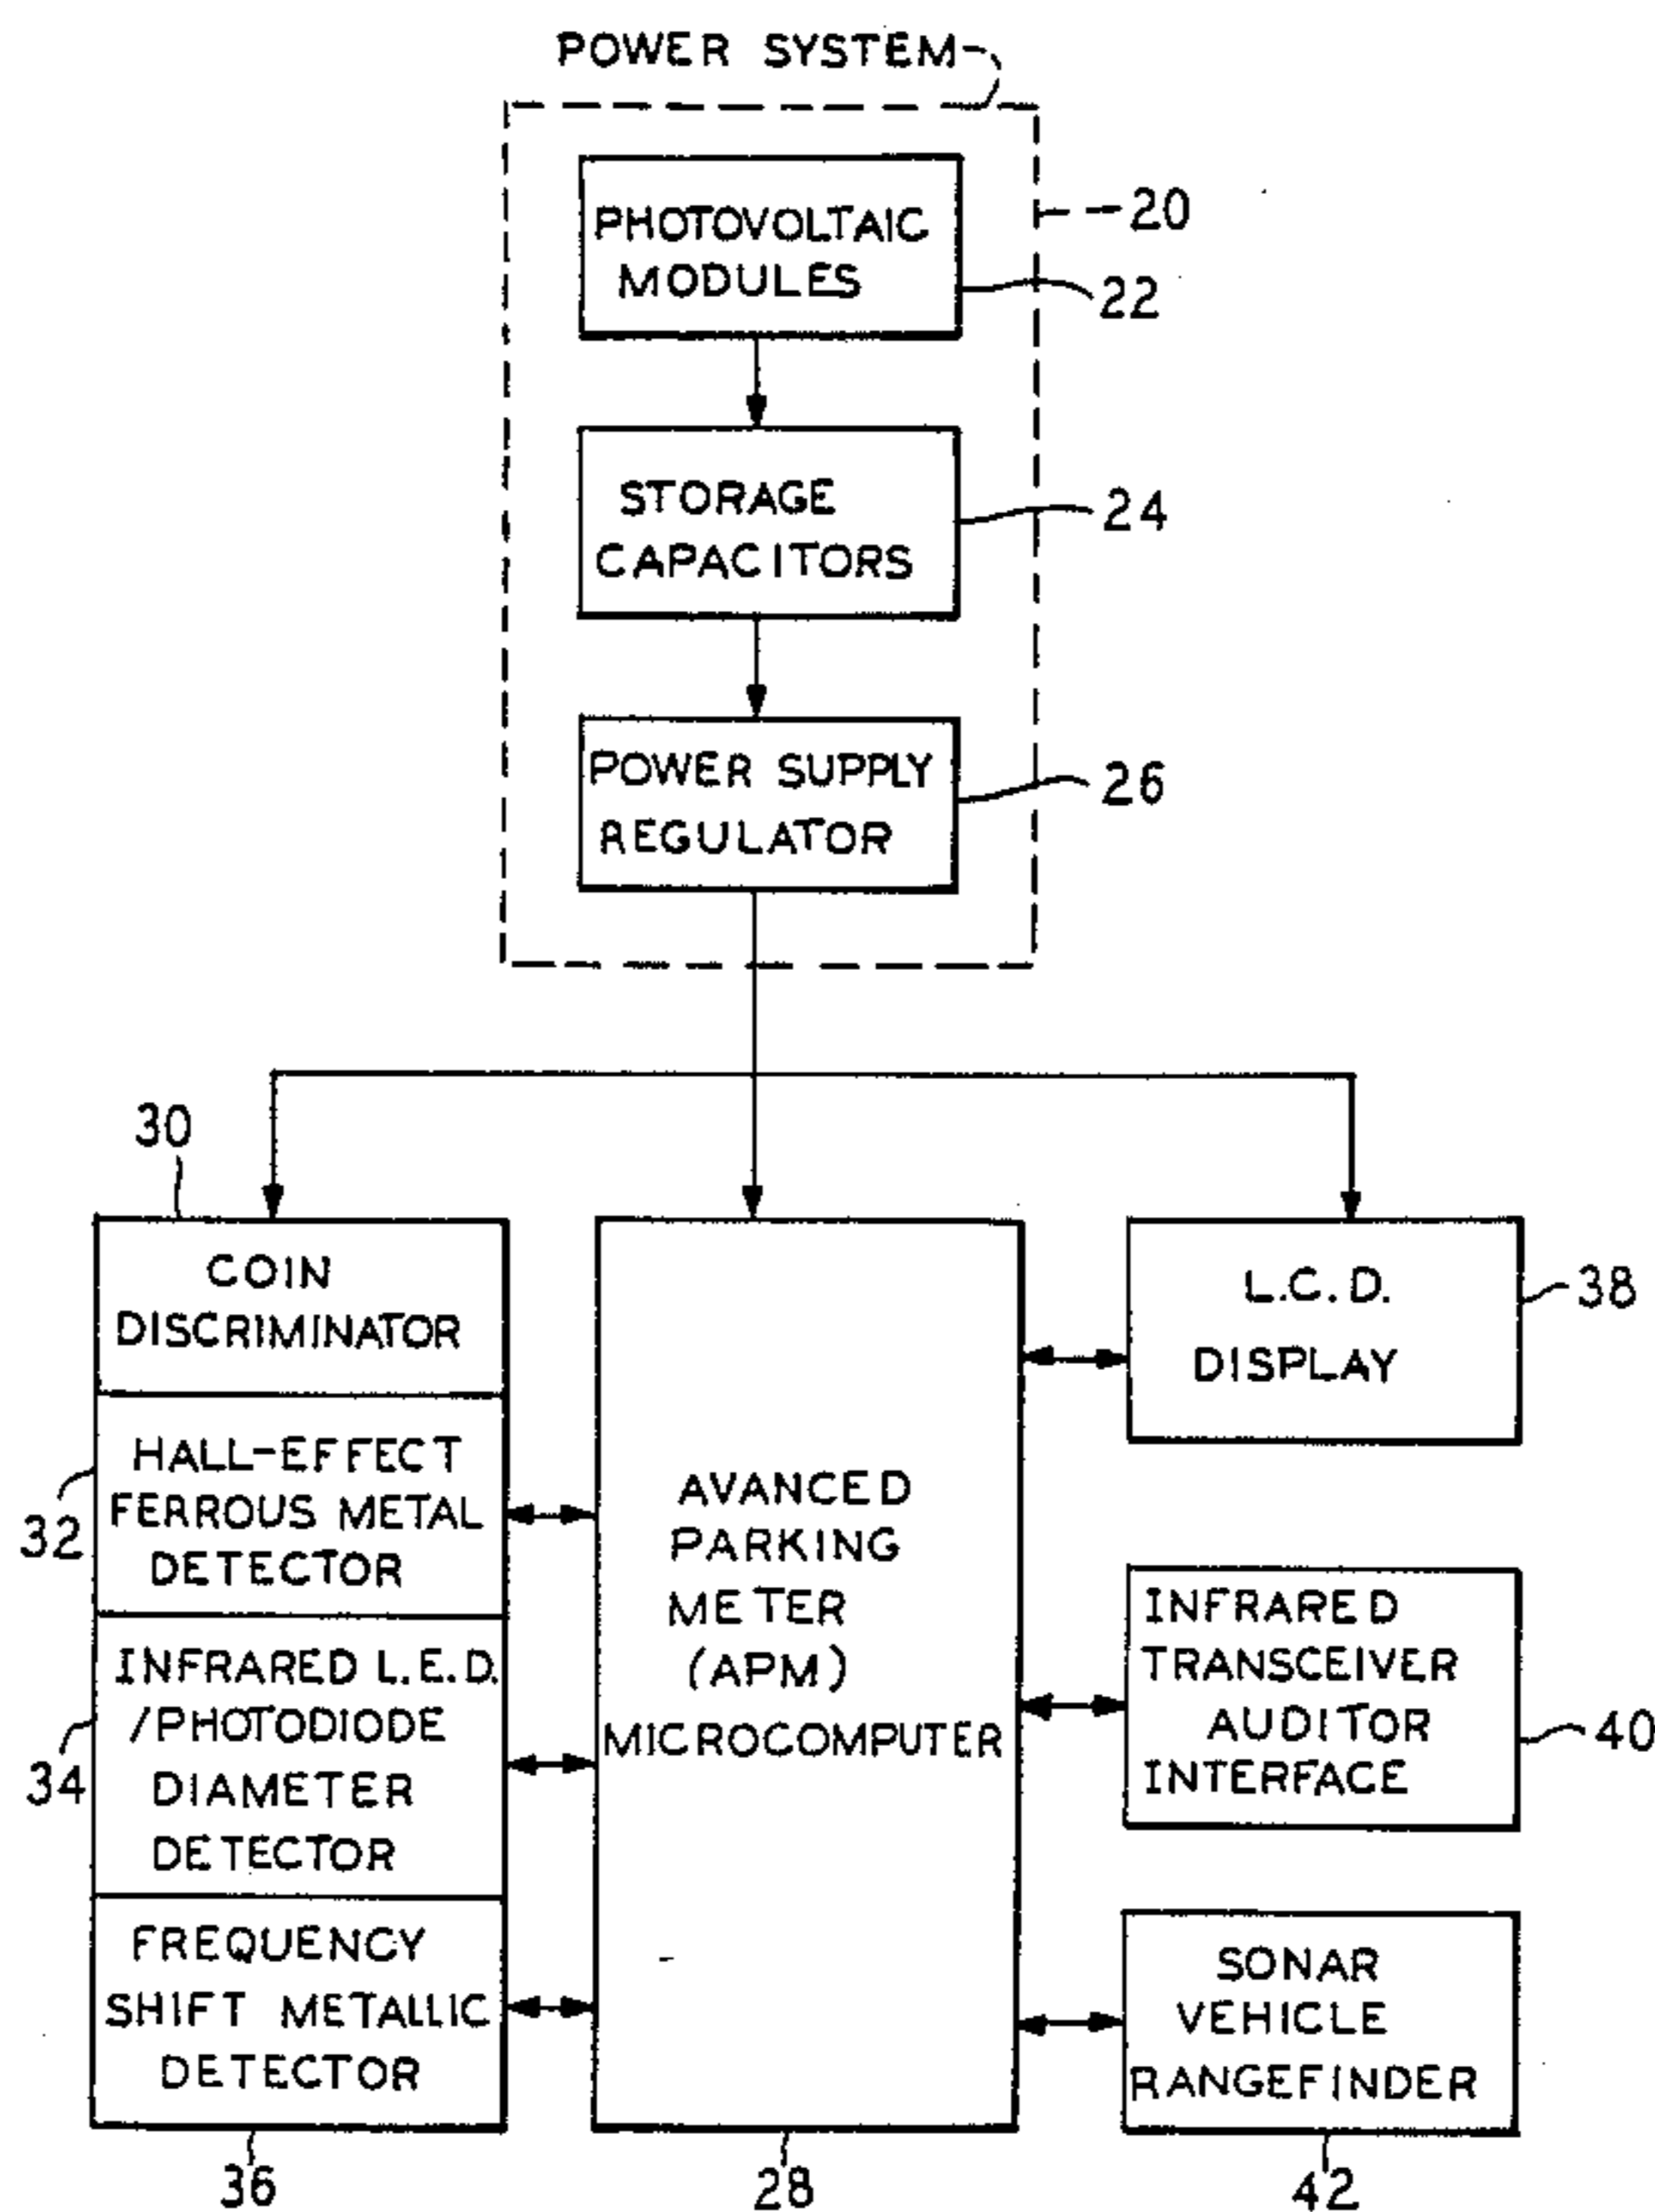 POWER SYSTEM
PHOTOVOLTAIC
MODULES
20
22
STORAGE
CAPACITORS
24
POWER SUPPLY
REGULATOR
26
30
COIN
DISCRIMINATOR
HALL-EFFECT
FERROUS METAL
DETECTOR
32
INFRARED L.E.D.
/PHOTODIODE
DIAMETER
DETECTOR
34
FREQUENCY
SHIFT METALLIC
DETECTOR
36
AVANCED
PARKING
METER
(APM)
MICROCOMPUTER
28
L.C.D.
DISPLAY
38
INFRARED
TRANSCEIVER
AUDITOR
INTERFACE
40
SONAR
VEHICLE
RANGEFINDER
42